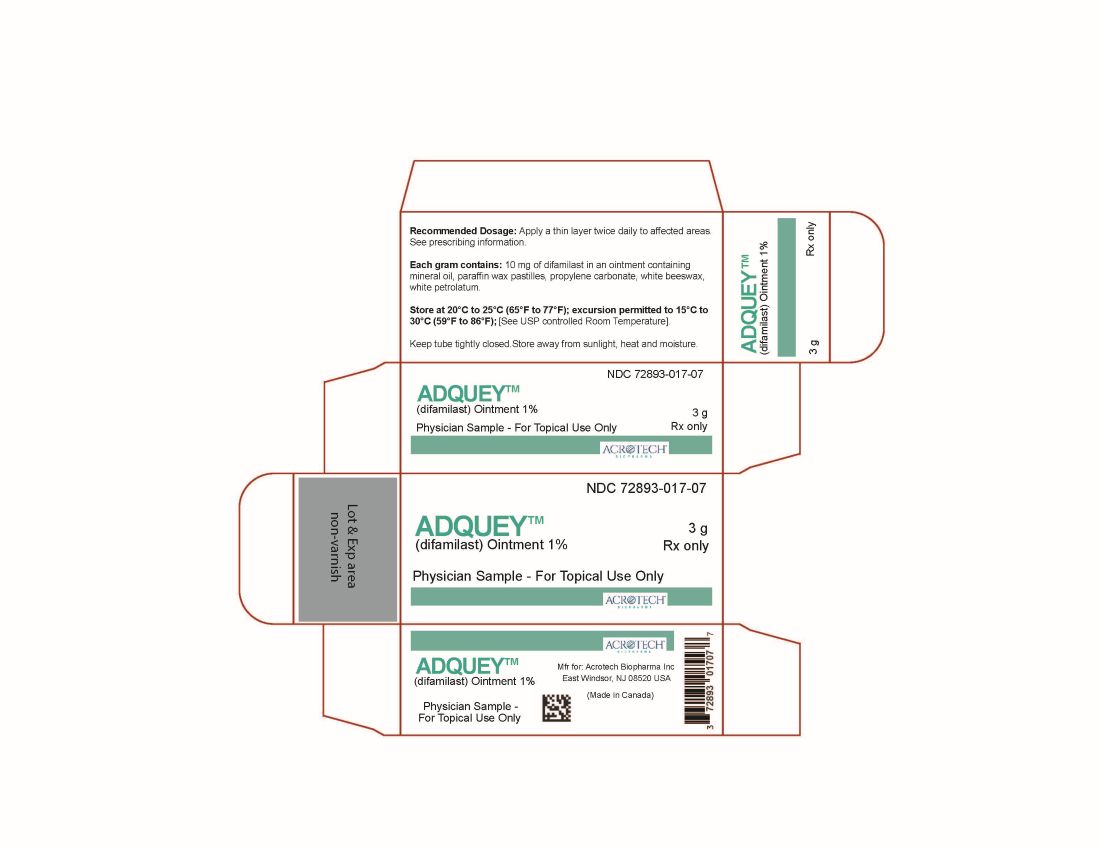 Recommended Dosage: Apply a thin layer twice daily to affected areas.
See prescribing information.
Each gram contains: 10 mg of difamilast in an ointment containing
mineral oil, paraffin wax pastilles, propylene carbonate, white beeswax,
white petrolatum.
Store at 20°C to 25°C (65°F to 77°F); excursion permitted to 15°C to
30°C (59°F to 86°F); [See USP controlled Room Temperature].
Keep tube tightly closed.Store away from sunlight, heat and moisture.
ADQUEY™
(difamilast) Ointment 1%
3 g
Rx only
NDC 72893-017-07
ADQUEY™
(difamilast) Ointment 1%
3 g
Physician Sample - For Topical Use Only
Rx only
ACROTECH
BIOPHARMA
Lot & Exp area
non-varnish
NDC 72893-017-07
ADQUEY™
3 g
(difamilast) Ointment 1%
Rx only
Physician Sample - For Topical Use Only
ACROTECH
BIOPHARMA
ACROTECH
BIOPHARMA
ADQUEY™
(difamilast) Ointment 1%
Physician Sample -
For Topical Use Only
Mfr for: Acrotech Biopharma Inc
East Windsor, NJ 08520 USA
(Made in Canada)
3 72893 01707 7